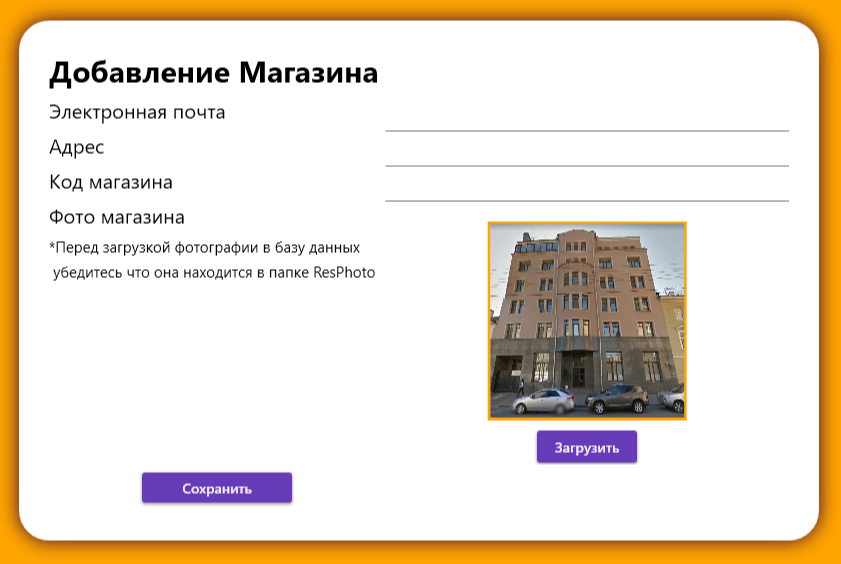 Добавление Магазина
Электронная почта
Адрес
Код магазина
Фото магазина
*Перед загрузкой фотографии в базу данных
убедитесь что она находится в папке ResPhoto
Загрузить
Сохранить